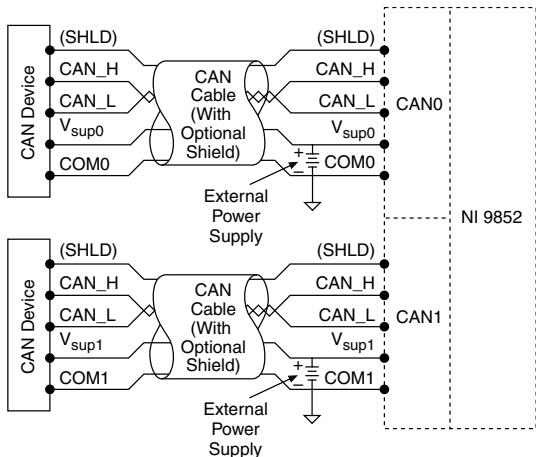 (SHLD)
CAN_H
CAN_L
Vsup0
COM0
CAN Device
CAN
Cable
(With
Optional
Shield)
(SHLD)
CAN_H
CAN_L
Vsup0
COM0
+
–
External
Power
Supply
CAN0
NI 9852
(SHLD)
CAN_H
CAN_L
Vsup1
COM1
CAN Device
CAN
Cable
(With
Optional
Shield)
(SHLD)
CAN_H
CAN_L
Vsup1
COM1
+
–
External
Power
Supply
CAN1